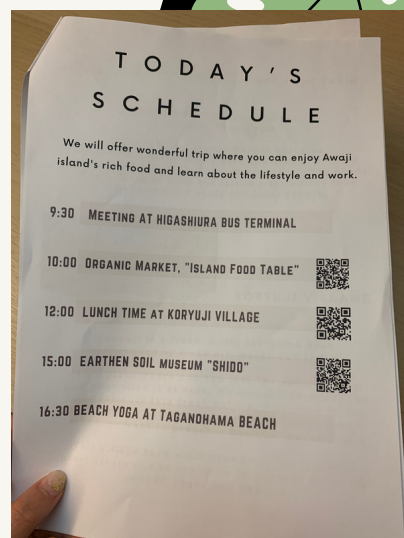 TODAY'S
SCHEDULE
We will offer wonderful trip where you can enjoy Awaji
island's rich food and learn about the lifestyle and work.
9:30 MEETING AT HIGASHIURA BUS TERMINAL
10:00 ORGANIC MARKET, "ISLAND FOOD TABLE"
12:00 LUNCH TIME AT KORYUJI VILLAGE
15:00 EARTHEN SOIL MUSEUM "SHIDO"
16:30 BEACH YOGA AT TAGANOHAMA BEACH